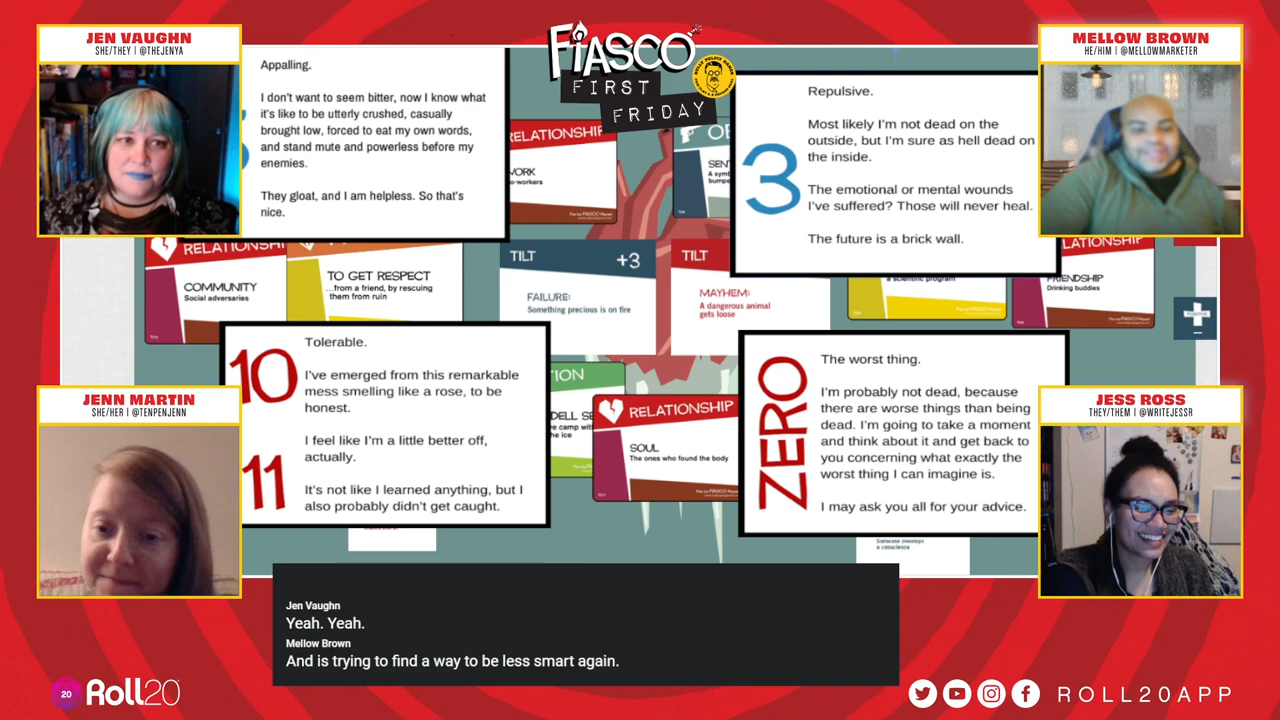 JEN VAUGHN
SHE/THEY | @THEJENYA
FIASCO
FIRST
FRIDAY
MELLOW BROWN
HE/HIM | @MELLOWMARKETER
Appalling.
I don't want to seem bitter, now I know what
it's like to be utterly crushed, casually
brought low, forced to eat my own words,
and stand mute and powerless before my
enemies.
They gloat, and I am helpless. So that's
nice.
RELATIONSHIP
WORK
3
Repulsive.
Most likely I'm not dead on the
outside, but I'm sure as hell dead on
the inside.
The emotional or mental wounds
I've suffered? Those will never heal.
The future is a brick wall.
RELATIONSHIP
COMMUNITY
Social adversaries
TO GET RESPECT
...from a friend, by rescuing
them from ruin
TILT +3
FAILURE:
Something precious is on fire
TILT
MAYHEM:
A dangerous animal
gets loose
a scientific program
RELATIONSHIP
FRIENDSHIP
Drinking buddies
POSITIVE
10
11
Tolerable.
I've emerged from this remarkable
mess smelling like a rose, to be
honest.
I feel like I'm a little better off,
actually.
It's not like I learned anything, but I
also probably didn't get caught.
RELATIONSHIP
SOUL
The ones who found the body
ZERO
The worst thing.
I'm probably not dead, because
there are worse things than being
dead. I'm going to take a moment
and think about it and get back to
you concerning what exactly the
worst thing I can imagine is.
I may ask you all for your advice.
Someone develops
a conscience
JENN MARTIN
SHE/HER | @TENPENJENN
JESS ROSS
THEY/THEM | @WRITEJESSR
Jen Vaughn
Yeah. Yeah.
Mellow Brown
And is trying to find a way to be less smart again.
20
Roll20
ROLL20APP